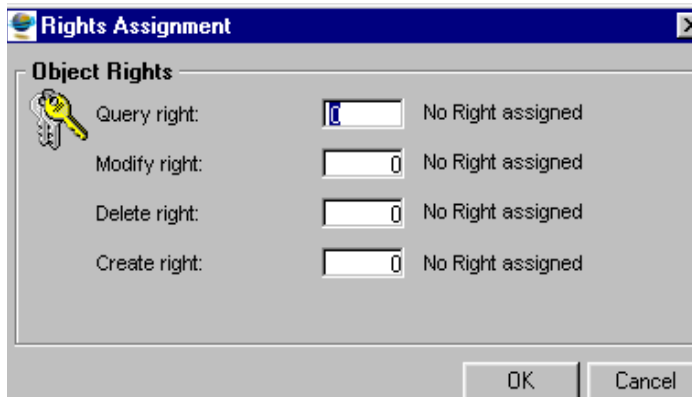 Rights Assignment
Object Rights
Query right: 0 No Right assigned
Modify right: 0 No Right assigned
Delete right: 0 No Right assigned
Create right: 0 No Right assigned
OK Cancel